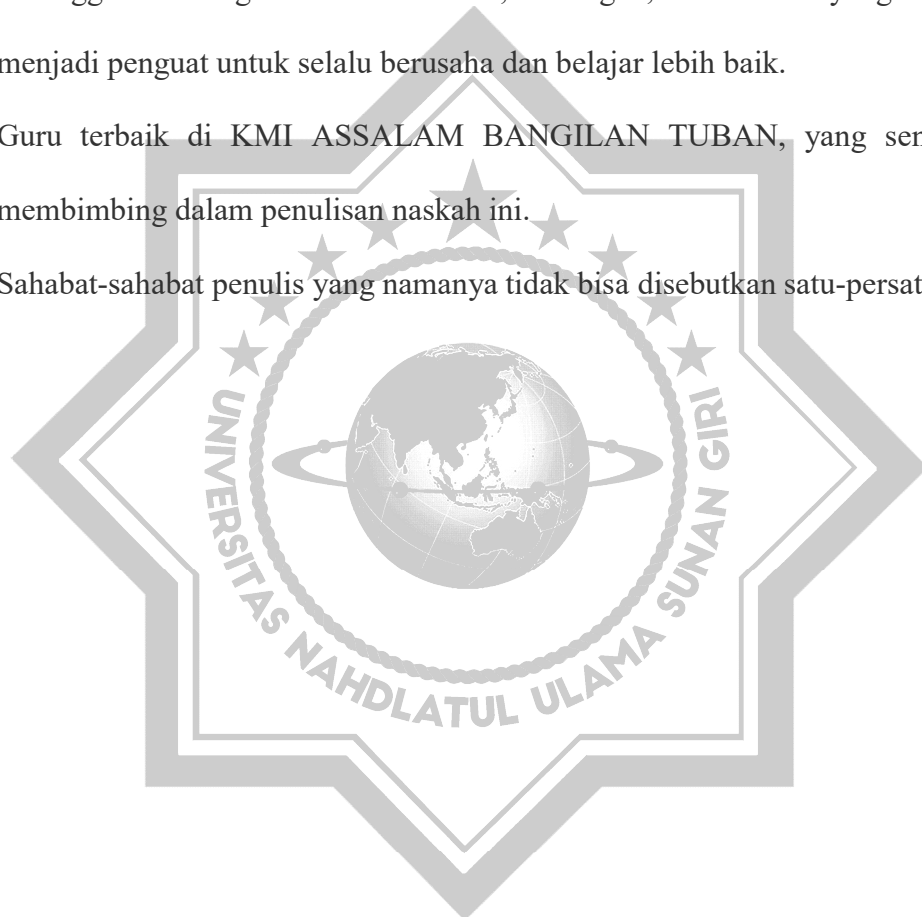 menjadi penguat untuk selalu berusaha dan belajar lebih baik.
Guru terbaik di KMI ASSALAM BANGILAN TUBAN, yang
membimbing dalam penulisan naskah ini.
Sahabat-sahabat penulis yang namanya tidak bisa disebutkan
UNIVERSITAS NAHDLATUL ULAMA SUNAN GIRI